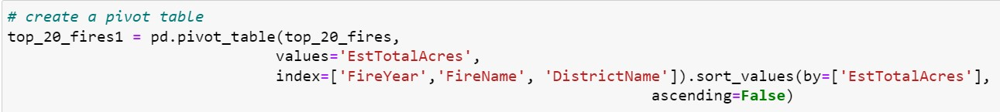 # create a pivot table
top_20_fires1 = pd.pivot_table(top_20_fires,
values='EstTotalAcres',
index=['FireYear','FireName', 'DistrictName']).sort_values(by=['EstTotalAcres'],
ascending=False)